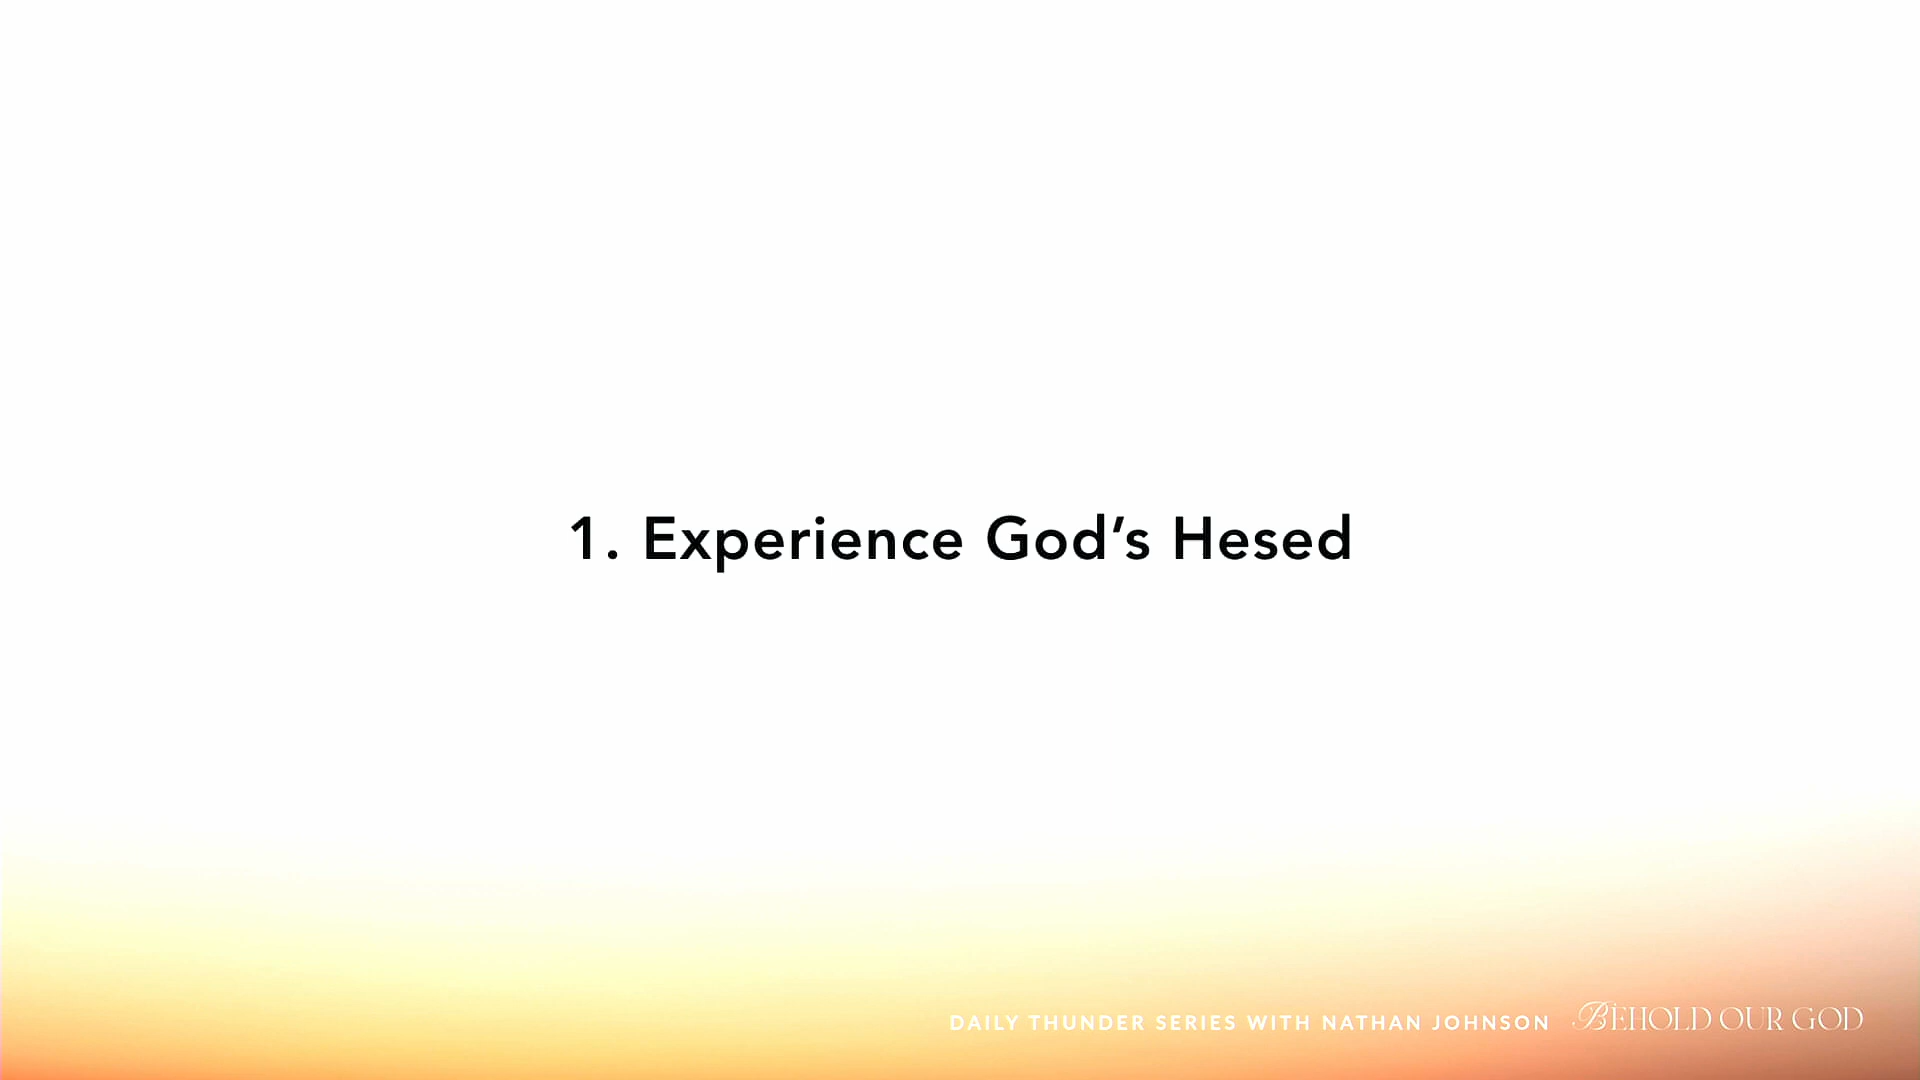 1. Experience God’s Hesed
DAILY THUNDER SERIES WITH NATHAN JOHNSON BEHOLD OUR GOD